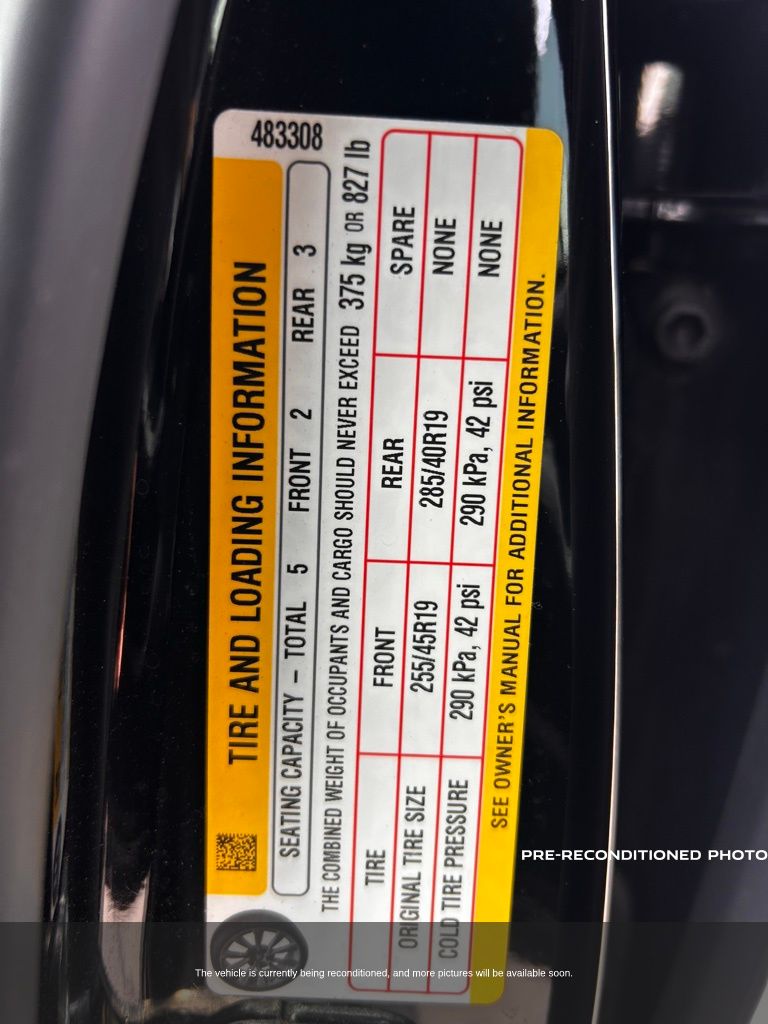 483308
TIRE AND LOADING INFORMATION
SEATING CAPACITY – TOTAL 5 FRONT 2 REAR 3
THE COMBINED WEIGHT OF OCCUPANTS AND CARGO SHOULD NEVER EXCEED 375 kg OR 827 lb
TIRE FRONT REAR SPARE
ORIGINAL TIRE SIZE 255/45R19 285/40R19 NONE
COLD TIRE PRESSURE 290 kPa, 42 psi 290 kPa, 42 psi NONE
SEE OWNER'S MANUAL FOR ADDITIONAL INFORMATION.
PRE-RECONDITIONED PHOTO
The vehicle is currently being reconditioned, and more pictures will be available soon.